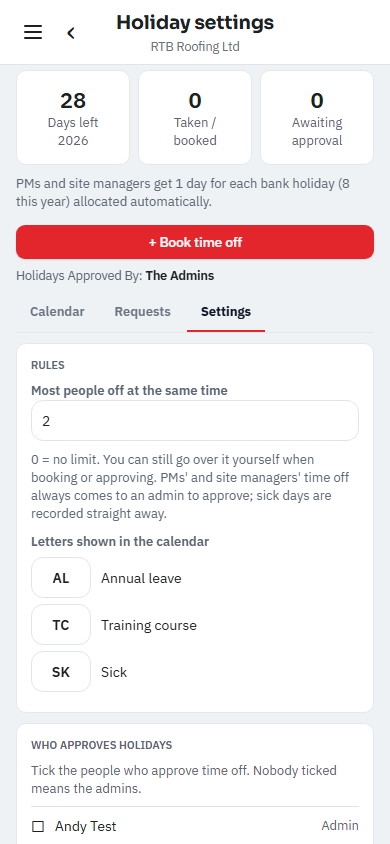 Holiday settings
RTB Roofing Ltd
28
Days left
2026
0
Taken /
booked
0
Awaiting
approval
PMs and site managers get 1 day for each bank holiday (8
this year) allocated automatically.
+ Book time off
Holidays Approved By: The Admins
Calendar
Requests
Settings
RULES
Most people off at the same time
2
0 = no limit. You can still go over it yourself when
booking or approving. PMs' and site managers' time off
always comes to an admin to approve; sick days are
recorded straight away.
Letters shown in the calendar
AL Annual leave
TC Training course
SK Sick
WHO APPROVES HOLIDAYS
Tick the people who approve time off. Nobody ticked
means the admins.
Andy Test Admin